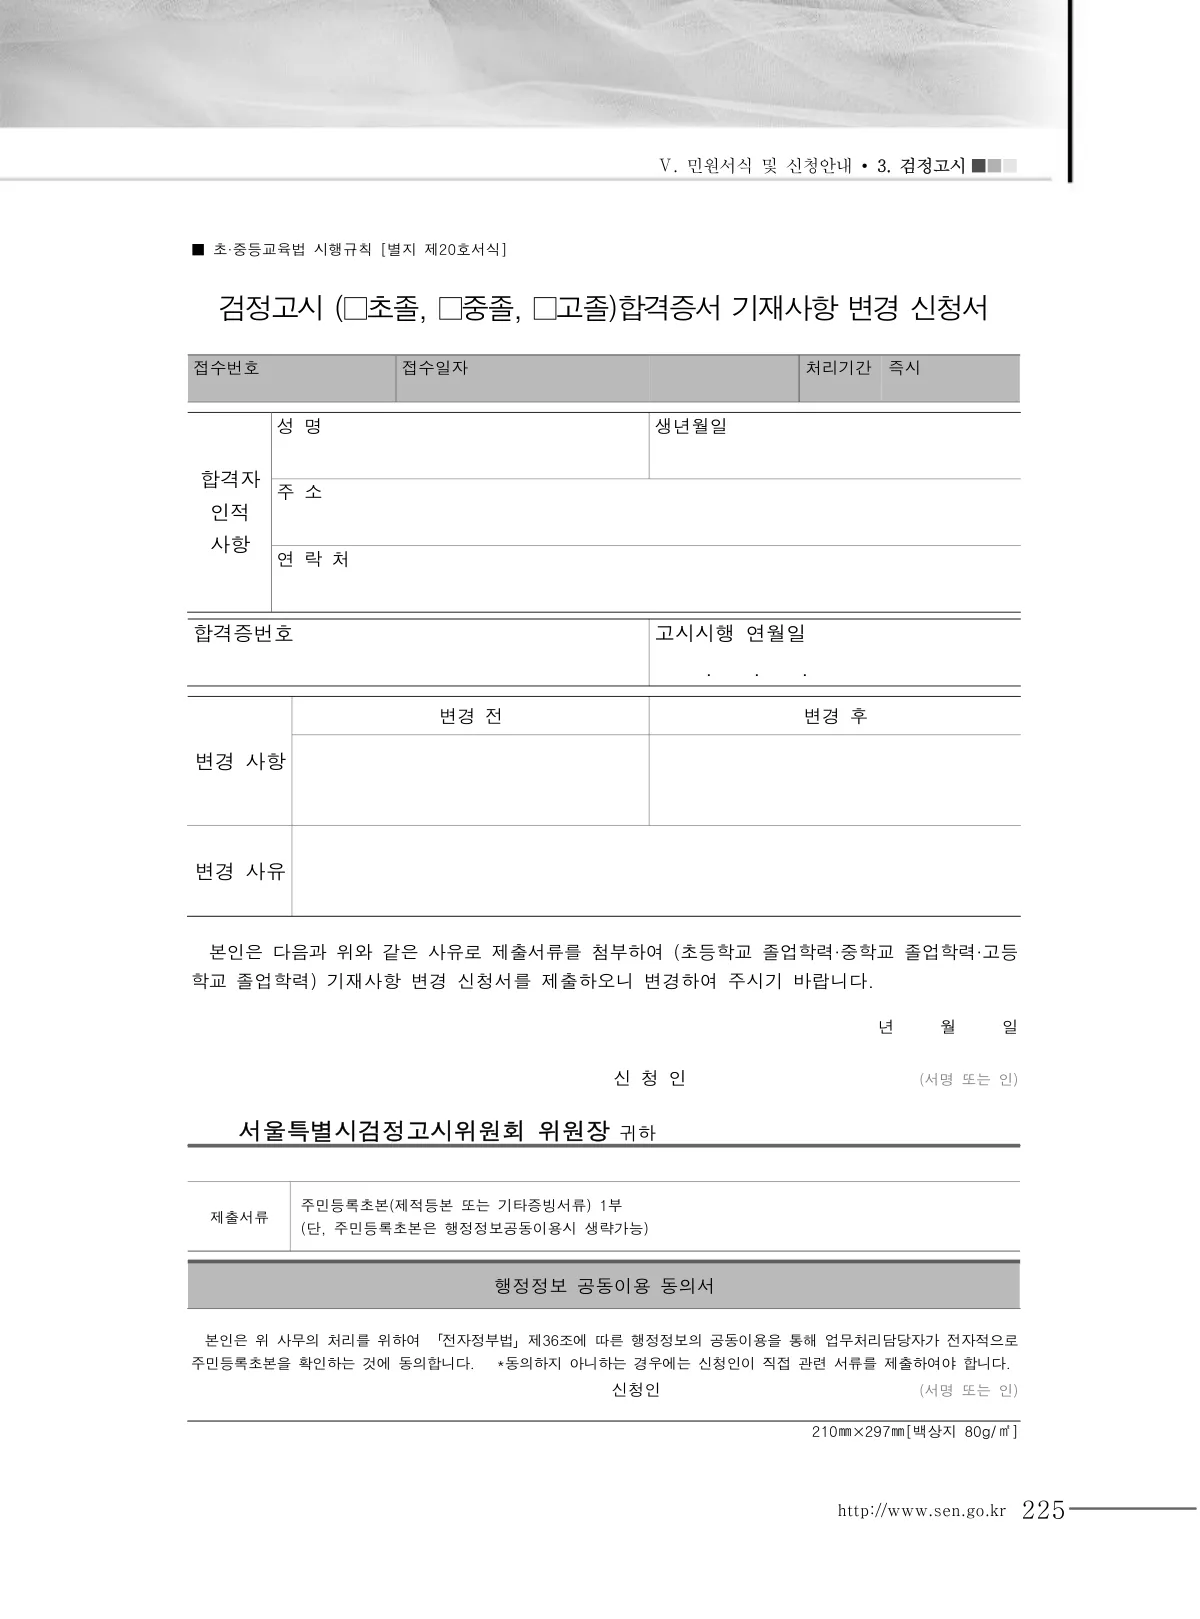 Ⅴ. 민원서식 및 신청안내 • 3. 검정고시
■ 초·중등교육법 시행규칙 [별지 제20호서식]
검정고시 (□초졸, □중졸, □고졸)합격증서 기재사항 변경 신청서
접수번호 접수일자 처리기간 즉시
성 명 생년월일
합격자
인적
사항
주 소
연 락 처
합격증번호 고시시행 연월일
. . .
변경 전 변경 후
변경 사항
변경 사유
본인은 다음과 위와 같은 사유로 제출서류를 첨부하여 (초등학교 졸업학력·중학교 졸업학력·고등
학교 졸업학력) 기재사항 변경 신청서를 제출하오니 변경하여 주시기 바랍니다.
년 월 일
신 청 인 (서명 또는 인)
서울특별시검정고시위원회 위원장 귀하
제출서류
주민등록초본(제적등본 또는 기타증빙서류) 1부
(단, 주민등록초본은 행정정보공동이용시 생략가능)
행정정보 공동이용 동의서
본인은 위 사무의 처리를 위하여 「전자정부법」제36조에 따른 행정정보의 공동이용을 통해 업무처리담당자가 전자적으로
주민등록초본을 확인하는 것에 동의합니다. *동의하지 아니하는 경우에는 신청인이 직접 관련 서류를 제출하여야 합니다.
신청인 (서명 또는 인)
210㎜×297㎜[백상지 80g/㎡]
http://www.sen.go.kr 225